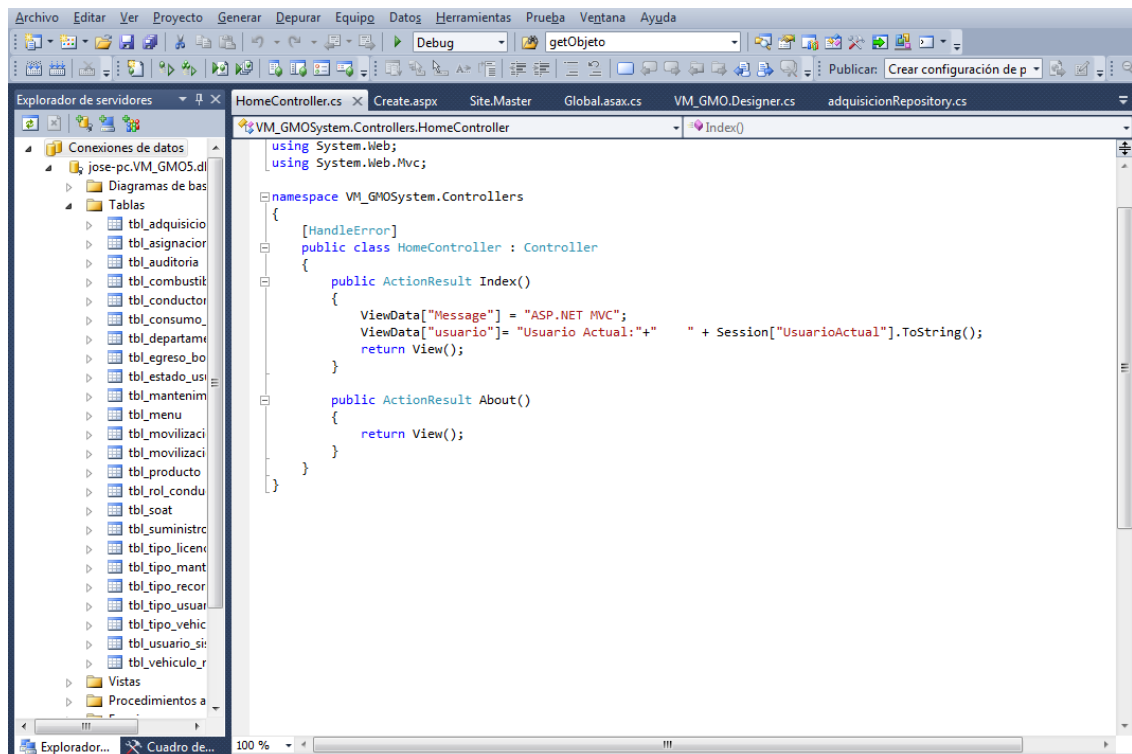 Archivo Editar Ver Proyecto Generar Depurar Equipo Datos Herramientas Prueba Ventana Ayuda
Debug getObjeto
Publicar: Crear configuración de p
Explorador de servidores
HomeController.cs Create.aspx Site.Master Global.asax.cs VM_GMO.Designer.cs adquisicionRepository.cs
VM_GMOSystem.Controllers.HomeController Index()
Conexiones de datos
jose-pc.VM_GMO5.d
Diagramas de bas
Tablas
tbl_adquisicio
tbl_asignacion
tbl_auditoria
tbl_combustib
tbl_conductor
tbl_consumo_
tbl_departame
tbl_egreso_bo
tbl_estado_usu
tbl_mantenim
tbl_menu
tbl_movilizaci
tbl_movilizaci
tbl_producto
tbl_rol_condu
tbl_soat
tbl_suministro
tbl_tipo_licenc
tbl_tipo_mant
tbl_tipo_recor
tbl_tipo_usuar
tbl_tipo_vehic
tbl_usuario_si
tbl_vehiculo_r
Vistas
Procedimientos a
Explorador... Cuadro de...
using System.Web;
using System.Web.Mvc;
namespace VM_GMOSystem.Controllers
{
[HandleError]
public class HomeController : Controller
{
public ActionResult Index()
{
ViewData["Message"] = "ASP.NET MVC";
ViewData["usuario"]= "Usuario Actual:"+"    " + Session["UsuarioActual"].ToString();
return View();
}
public ActionResult About()
{
return View();
}
}
}
100 %